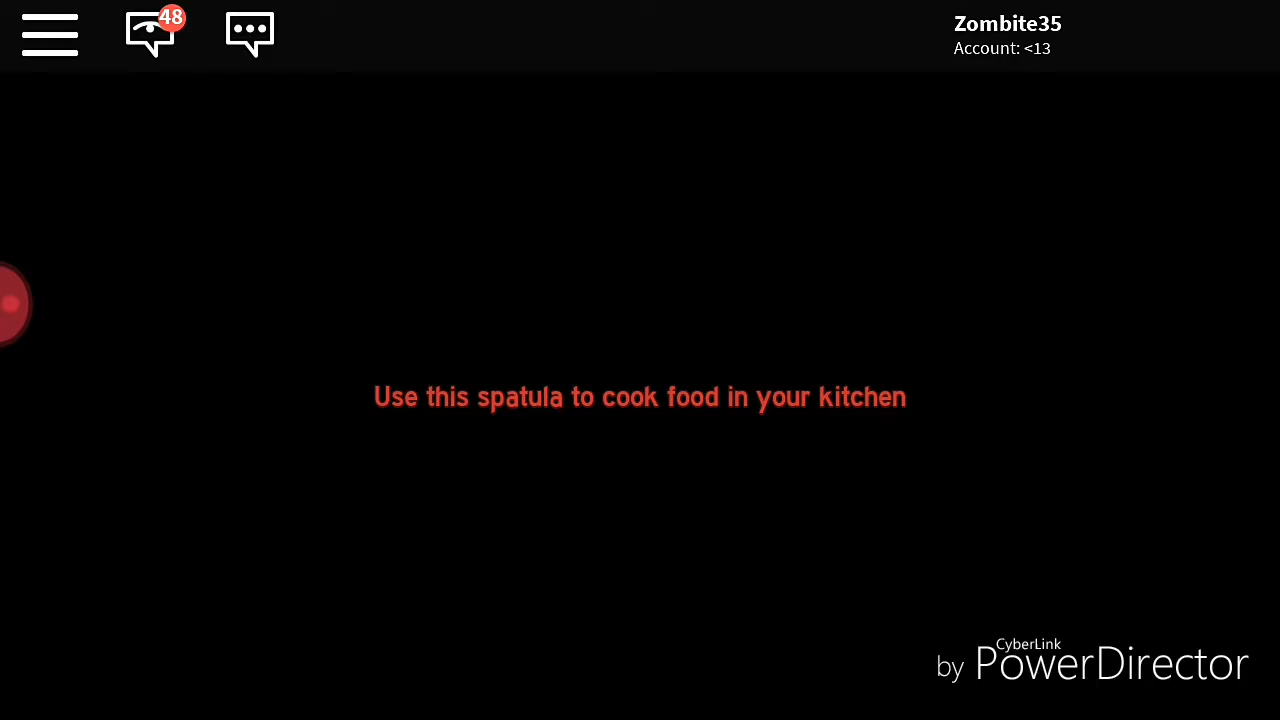 48
Zombite35
Account: <13
Use this spatula to cook food in your kitchen
CyberLink
by PowerDirector